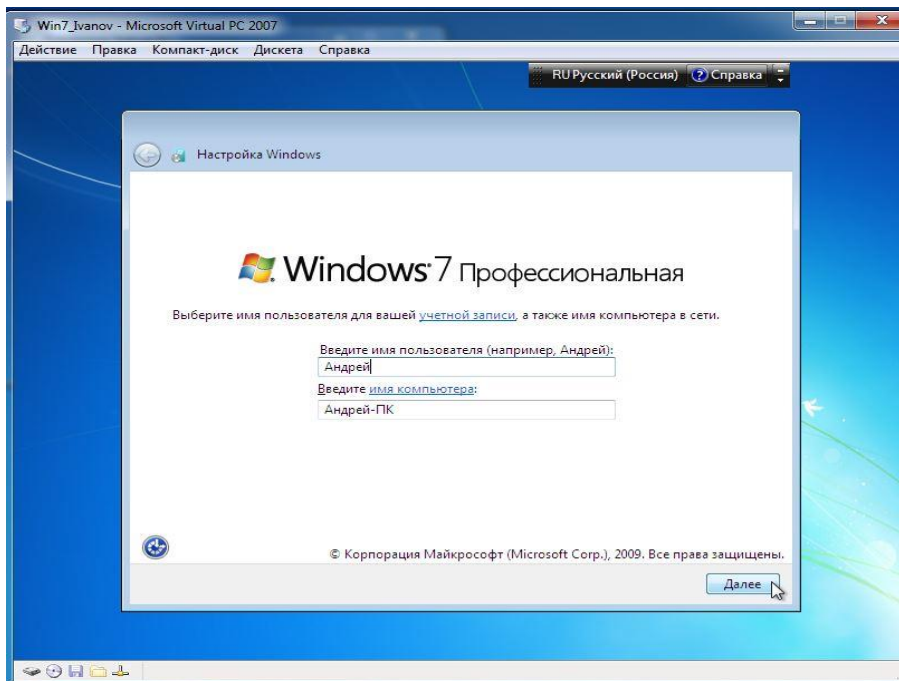 Win7_Ivanov - Microsoft Virtual PC 2007
Действие Правка Компакт-диск Дискета Справка
RU Русский (Россия) ? Справка
Настройка Windows
Windows 7 Профессиональная
Выберите имя пользователя для вашей учетной записи, а также имя компьютера в сети.
Введите имя пользователя (например, Андрей):
Андрей
Введите имя компьютера:
Андрей-ПК
© Корпорация Майкрософт (Microsoft Corp.), 2009. Все права защищены.
Далее